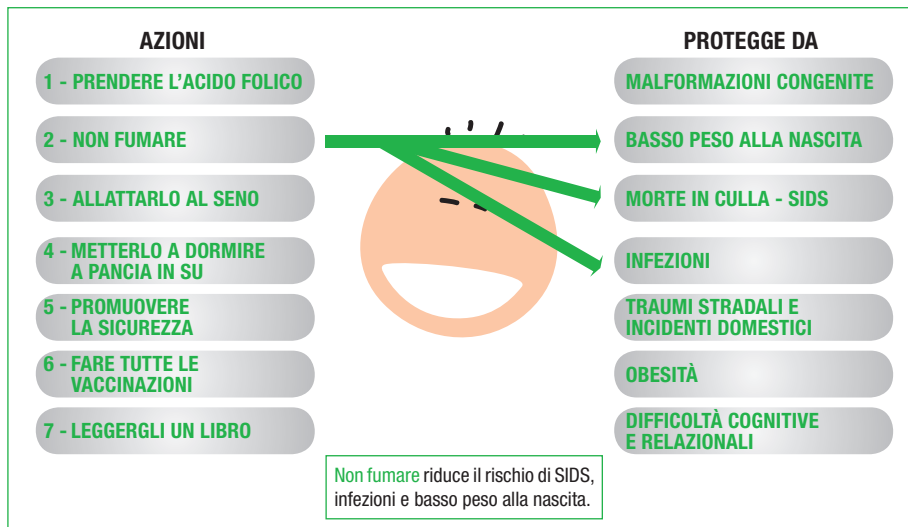 AZIONI
1 - PRENDERE L'ACIDO FOLICO
2 - NON FUMARE
3 - ALLATTARLO AL SENO
4 - METTERLO A DORMIRE
A PANCIA IN SU
5 - PROMUOVERE
LA SICUREZZA
6 - FARE TUTTE LE
VACCINAZIONI
7 - LEGGERGLI UN LIBRO
PROTEGGE DA
MALFORMAZIONI CONGENITE
BASSO PESO ALLA NASCITA
MORTE IN CULLA - SIDS
INFEZIONI
TRAUMI STRADALI E
INCIDENTI DOMESTICI
OBESITÀ
DIFFICOLTÀ COGNITIVE
E RELAZIONALI
Non fumare riduce il rischio di SIDS,
infezioni e basso peso alla nascita.